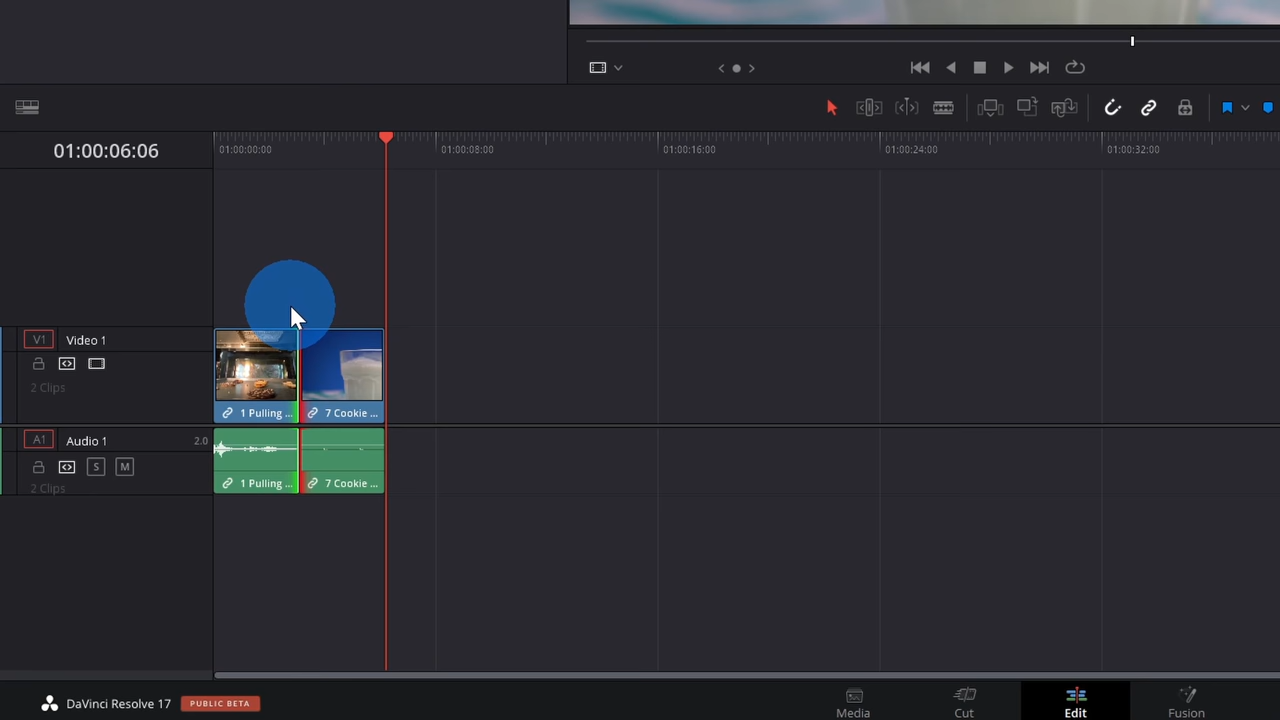 01:00:06:06
01:00:00:00
01:00:08:00
01:00:16:00
01:00:24:00
01:00:32:00
V1 Video 1
2 Clips
1 Pulling ...
7 Cookie ...
A1 Audio 1 2.0
S M
2 Clips
1 Pulling ...
7 Cookie ...
DaVinci Resolve 17 PUBLIC BETA
Media
Cut
Edit
Fusion